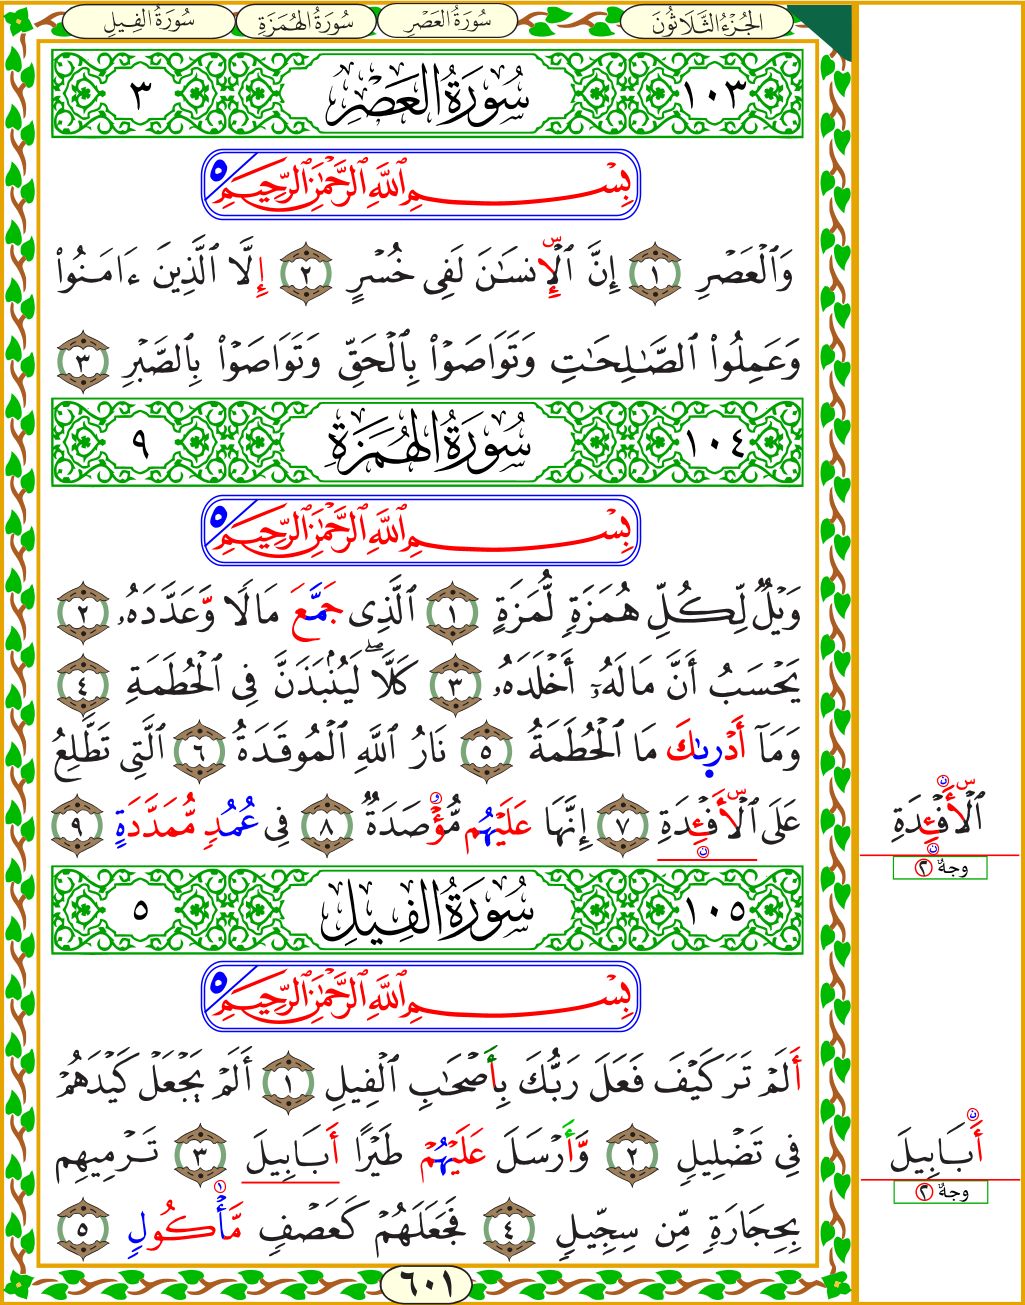 الجُزْءُ الثَّلَاثُونَ
سُورَةُ العَصْرِ
سُورَةُ الهُمَزَةِ
سُورَةُ الفِيلِ
١٠٣ سُورَةُ العَصْرِ ٣
بِسْمِ ٱللَّهِ ٱلرَّحْمَٰنِ ٱلرَّحِيمِ ٥
وَٱلْعَصْرِ ١ إِنَّ ٱلْإِنسَٰنَ لَفِى خُسْرٍ ٢ إِلَّا ٱلَّذِينَ ءَامَنُوا۟
وَعَمِلُوا۟ ٱلصَّٰلِحَٰتِ وَتَوَاصَوْا۟ بِٱلْحَقِّ وَتَوَاصَوْا۟ بِٱلصَّبْرِ ٣
١٠٤ سُورَةُ الهُمَزَةِ ٩
بِسْمِ ٱللَّهِ ٱلرَّحْمَٰنِ ٱلرَّحِيمِ ٥
وَيْلٌ لِّكُلِّ هُمَزَةٍ لُّمَزَةٍ ١ ٱلَّذِى جَمَّعَ مَالًا وَعَدَّدَهُۥ ٢
يَحْسَبُ أَنَّ مَالَهُۥٓ أَخْلَدَهُۥ ٣ كَلَّا ۖ لَيُنۢبَذَنَّ فِى ٱلْحُطَمَةِ ٤
وَمَآ أَدْرَىٰكَ مَا ٱلْحُطَمَةُ ٥ نَارُ ٱللَّهِ ٱلْمُوقَدَةُ ٦ ٱلَّتِى تَطَّلِعُ
عَلَى ٱلْأَفْـِٔدَةِ ٧ إِنَّهَا عَلَيْهُم مُّؤْصَدَةٌ ٨ فِى عُمُدٍ مُّمَدَّدَةٍ ٩
ٱلْأَفْـِٔدَةِ
وجهٌ ٢
١٠٥ سُورَةُ الفِيلِ ٥
بِسْمِ ٱللَّهِ ٱلرَّحْمَٰنِ ٱلرَّحِيمِ ٥
أَلَمْ تَرَ كَيْفَ فَعَلَ رَبُّكَ بِأَصْحَٰبِ ٱلْفِيلِ ١ أَلَمْ يَجْعَلْ كَيْدَهُمْ
فِى تَضْلِيلٍ ٢ وَأَرْسَلَ عَلَيْهُمْ طَيْرًا أَبَابِيلَ ٣ تَرْمِيهِم
أَبَابِيلَ
وجهٌ ٢
بِحِجَارَةٍ مِّن سِجِّيلٍ ٤ فَجَعَلَهُمْ كَعَصْفٍ مَّأْكُولٍ ٥
٦٠١